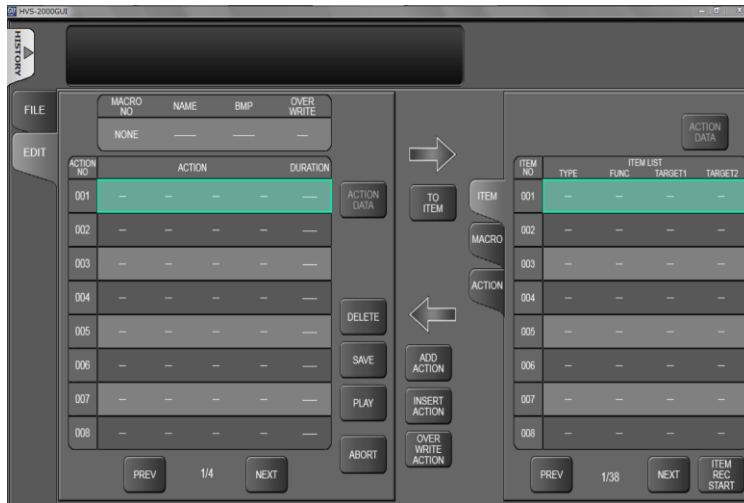 HVS-2000GUI
HISTORY
FILE
EDIT
MACRO NO NAME BMP OVER WRITE
NONE — — —
ACTION NO ACTION DURATION
001 — — — — —
002 — — — — —
003 — — — — —
004 — — — — —
005 — — — — —
006 — — — — —
007 — — — — —
008 — — — — —
PREV 1/4 NEXT
ACTION DATA
DELETE
SAVE
PLAY
ABORT
TO ITEM
ADD ACTION
INSERT ACTION
OVER WRITE ACTION
ITEM
MACRO
ACTION
ACTION DATA
ITEM NO ITEM LIST
TYPE FUNC TARGET1 TARGET2
001 — — — —
002 — — — —
003 — — — —
004 — — — —
005 — — — —
006 — — — —
007 — — — —
008 — — — —
PREV 1/38 NEXT ITEM REC START